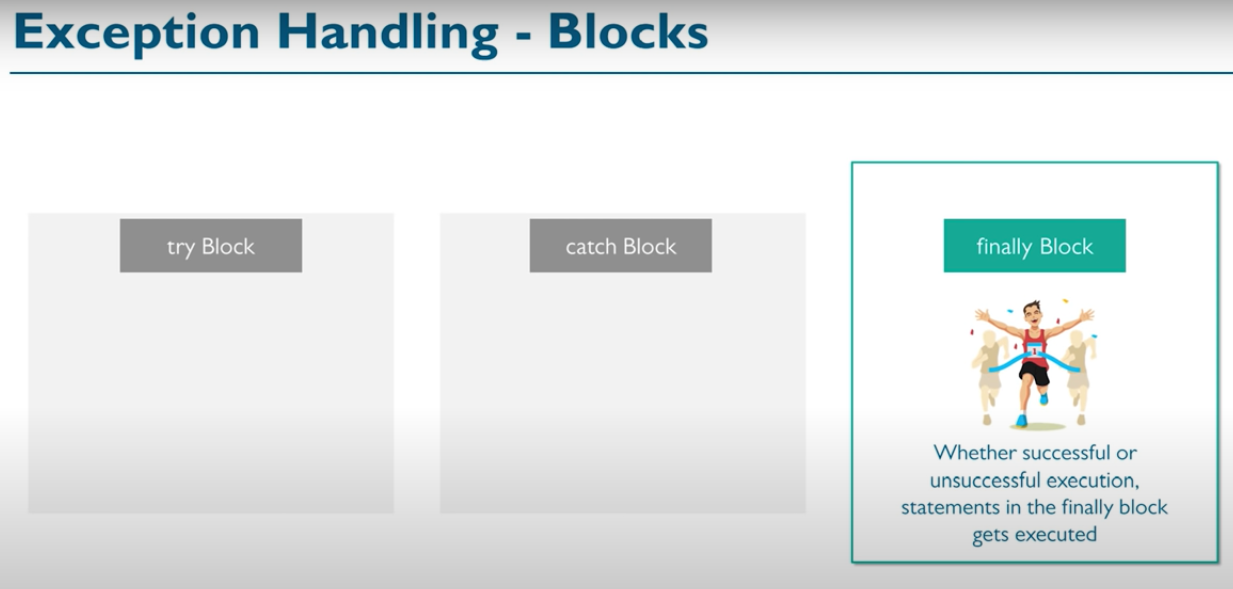 Exception Handling - Blocks
try Block
catch Block
finally Block
1
Whether successful or
unsuccessful execution,
statements in the finally block
gets executed